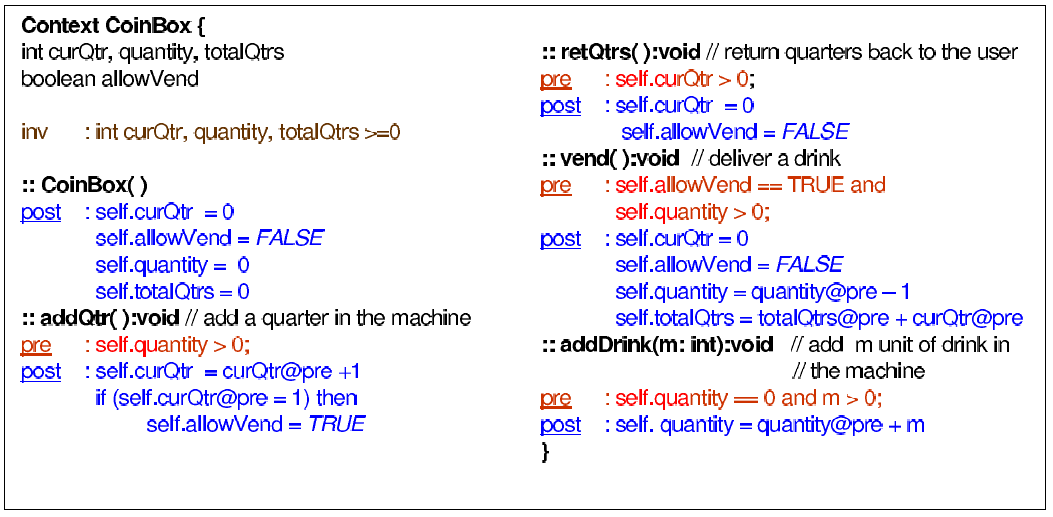 Context CoinBox {
int curQtr, quantity, totalQtrs
boolean allowVend
inv : int curQtr, quantity, totalQtrs >=0
:: CoinBox( )
post : self.curQtr = 0
self.allowVend = FALSE
self.quantity = 0
self.totalQtrs = 0
:: addQtr( ):void // add a quarter in the machine
pre : self.quantity > 0;
post : self.curQtr = curQtr@pre +1
if (self.curQtr@pre = 1) then
self.allowVend = TRUE
:: retQtrs( ):void // return quarters back to the user
pre : self.curQtr > 0;
post : self.curQtr = 0
self.allowVend = FALSE
:: vend( ):void // deliver a drink
pre : self.allowVend == TRUE and
self.quantity > 0;
post : self.curQtr = 0
self.allowVend = FALSE
self.quantity = quantity@pre – 1
self.totalQtrs = totalQtrs@pre + curQtr@pre
:: addDrink(m: int):void // add m unit of drink in
// the machine
pre : self.quantity == 0 and m > 0;
post : self. quantity = quantity@pre + m
}